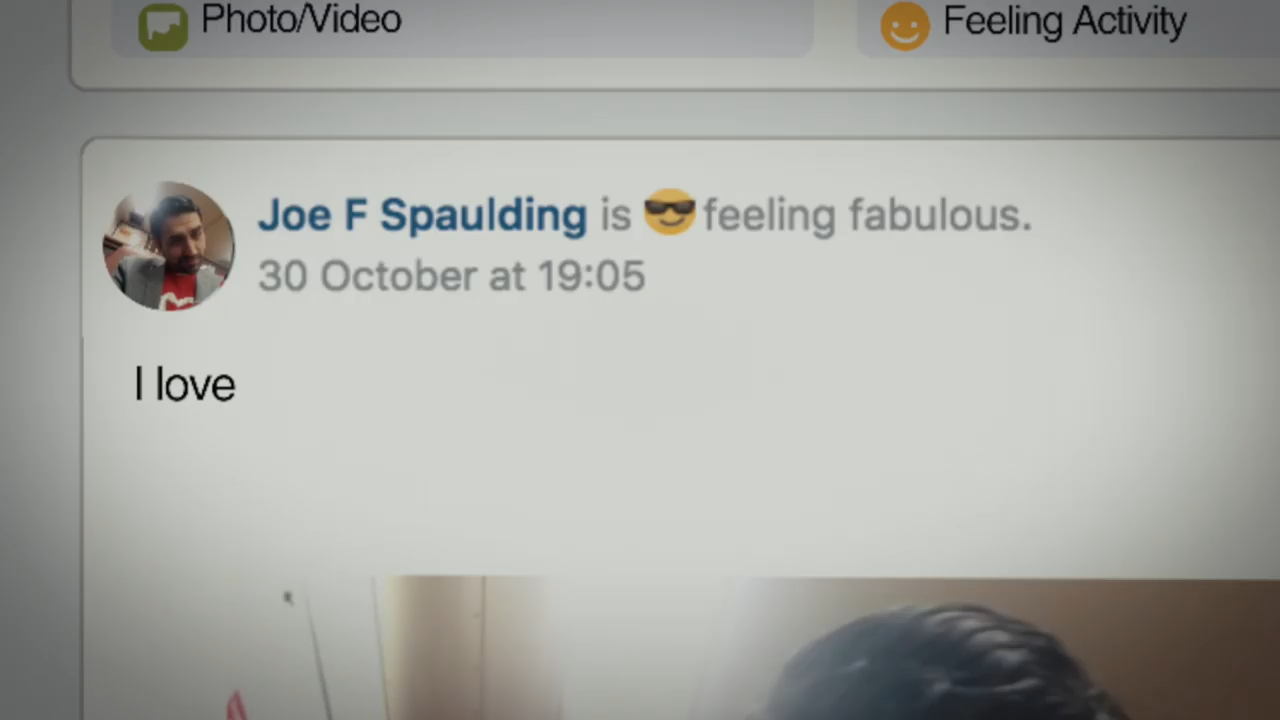 Photo/Video
Feeling Activity
Joe F Spaulding is 😎 feeling fabulous.
30 October at 19:05
I love